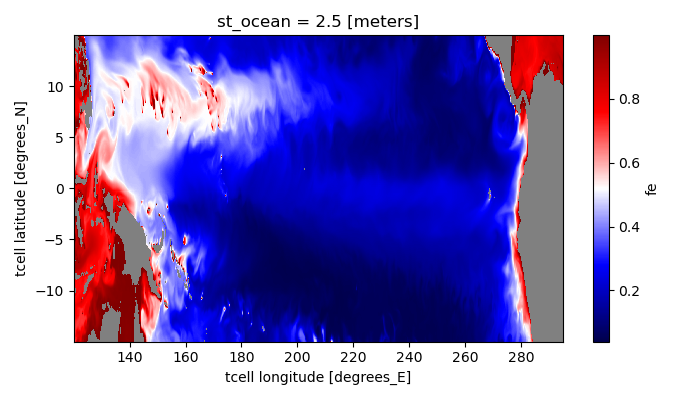 st_ocean = 2.5 [meters]
10
5
0
−5
−10
tcell latitude [degrees_N]
140 160 180 200 220 240 260 280
tcell longitude [degrees_E]
0.8
0.6
0.4
0.2
fe